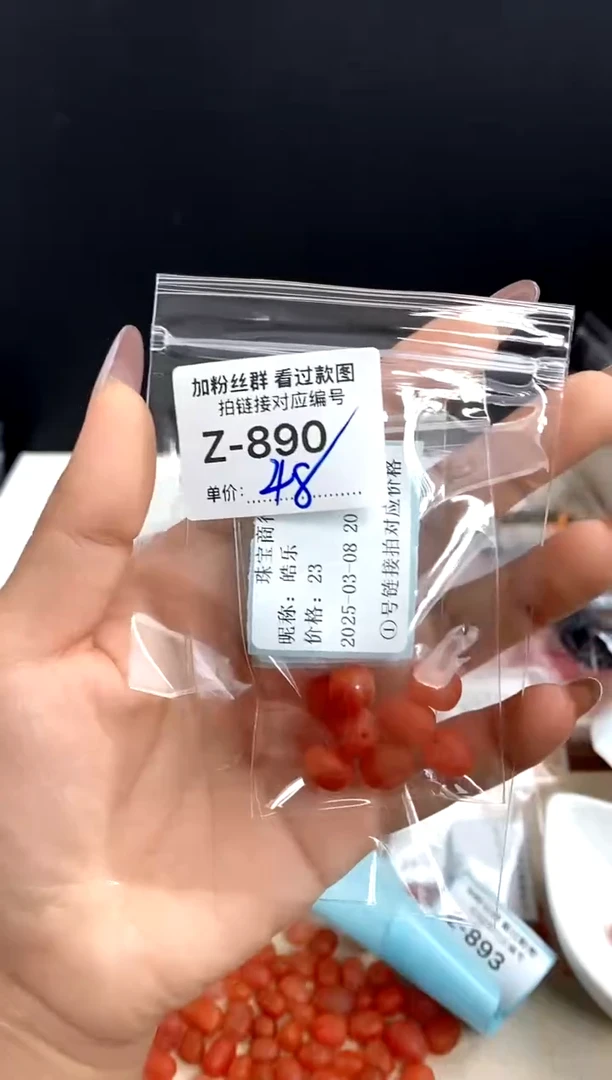 加粉丝群 看过款图
拍链接对应编号
Z-890
单价: 48
珠宝商行
昵称: 皓乐
价格: 23
2025-03-08 20
①号链接拍对应价格
-893